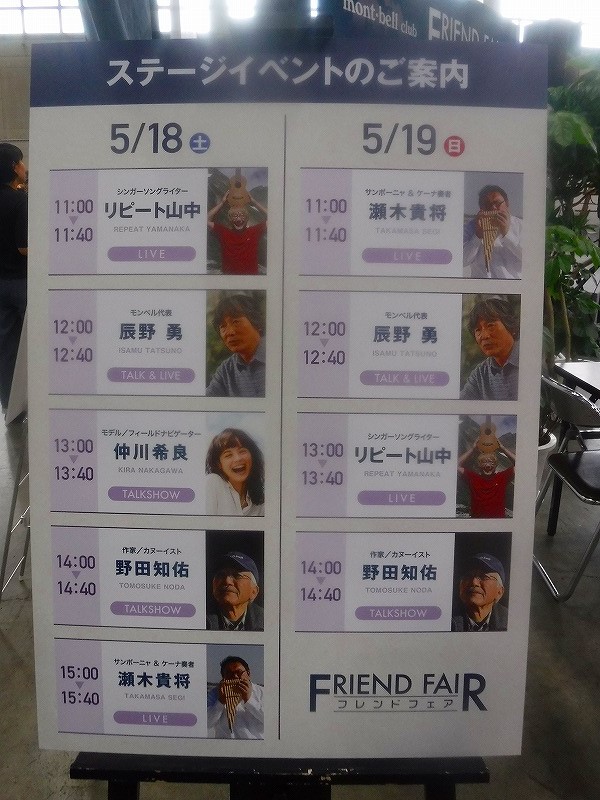 mont-bell club
FRIEND FAIR
ステージイベントのご案内
5/18 土
11:00
11:40
シンガーソングライター
リピート山中
REPEAT YAMANAKA
LIVE
12:00
12:40
モンベル代表
辰野 勇
ISAMU TATSUNO
TALK & LIVE
13:00
13:40
モデル/フィールドナビゲーター
仲川希良
KIRA NAKAGAWA
TALKSHOW
14:00
14:40
作家/カヌーイスト
野田知佑
TOMOSUKE NODA
TALKSHOW
15:00
15:40
サンポーニャ & ケーナ奏者
瀬木貴将
TAKAMASA SEGI
LIVE
5/19 日
11:00
11:40
サンポーニャ & ケーナ奏者
瀬木貴将
TAKAMASA SEGI
LIVE
12:00
12:40
モンベル代表
辰野 勇
ISAMU TATSUNO
TALK & LIVE
13:00
13:40
シンガーソングライター
リピート山中
REPEAT YAMANAKA
LIVE
14:00
14:40
作家/カヌーイスト
野田知佑
TOMOSUKE NODA
TALKSHOW
FRIEND FAIR
フレンドフェア